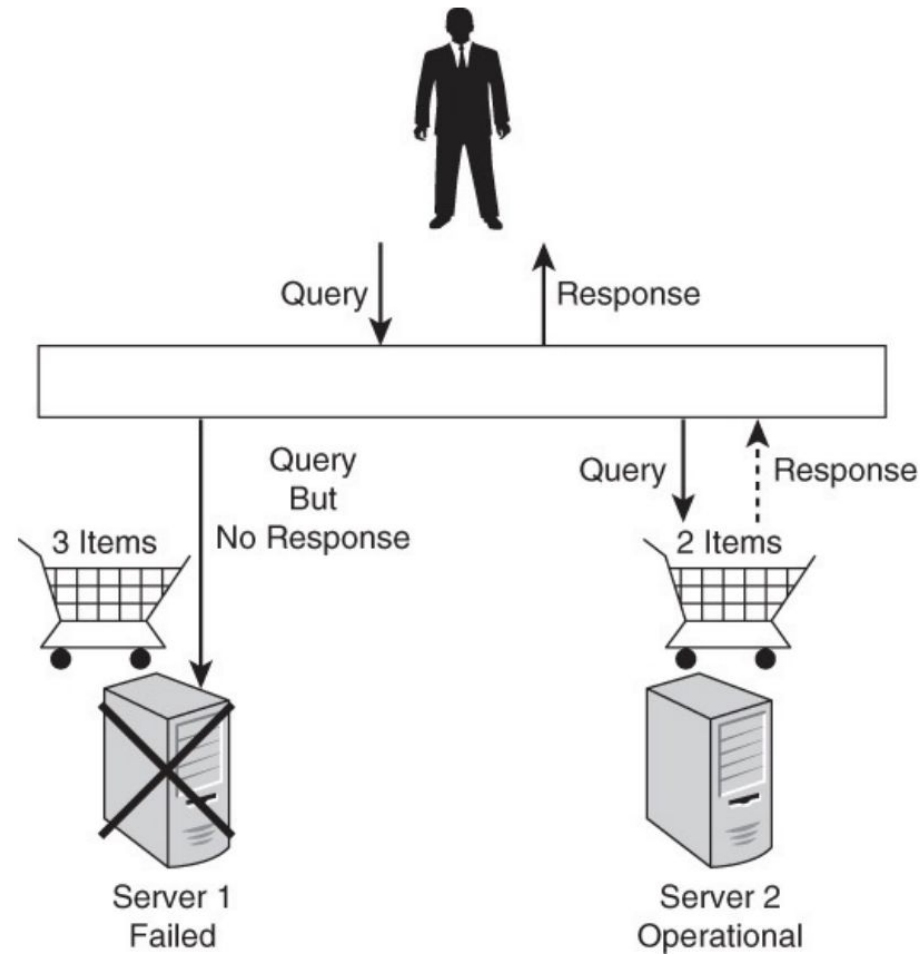 Query
Response
Query
But
No Response
Query
Response
3 Items
2 Items
Server 1
Failed
Server 2
Operational